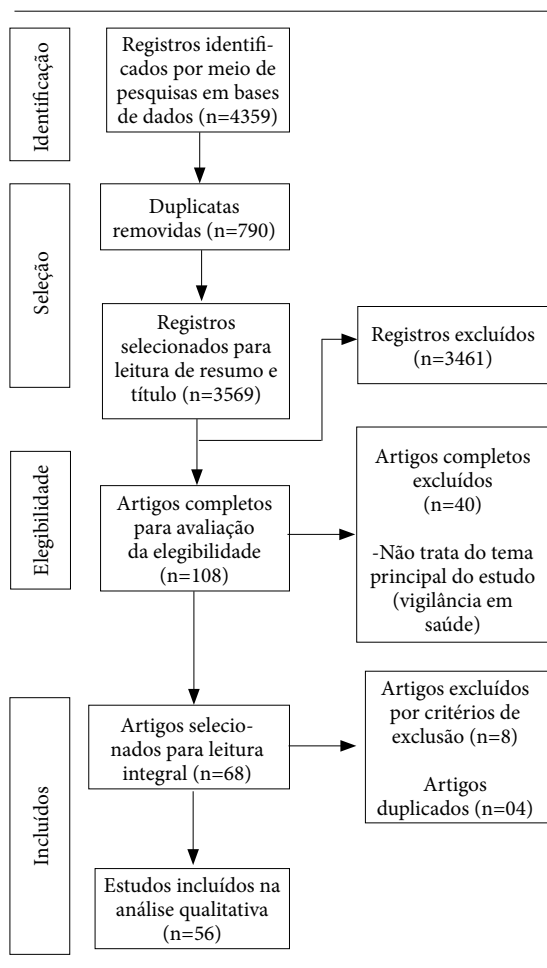 Identificação
Registros identifi-
cados por meio de
pesquisas em bases
de dados (n=4359)
Seleção
Duplicatas
removidas (n=790)
Registros
selecionados para
leitura de resumo e
título (n=3569)
Registros excluídos
(n=3461)
Elegibilidade
Artigos completos
para avaliação
da elegibilidade
(n=108)
Artigos completos
excluídos
(n=40)
-Não trata do tema
principal do estudo
(vigilância em
saúde)
Incluídos
Artigos selecio-
nados para leitura
integral (n=68)
Artigos excluídos
por critérios de
exclusão (n=8)
Artigos
duplicados (n=04)
Estudos incluídos na
análise qualitativa
(n=56)